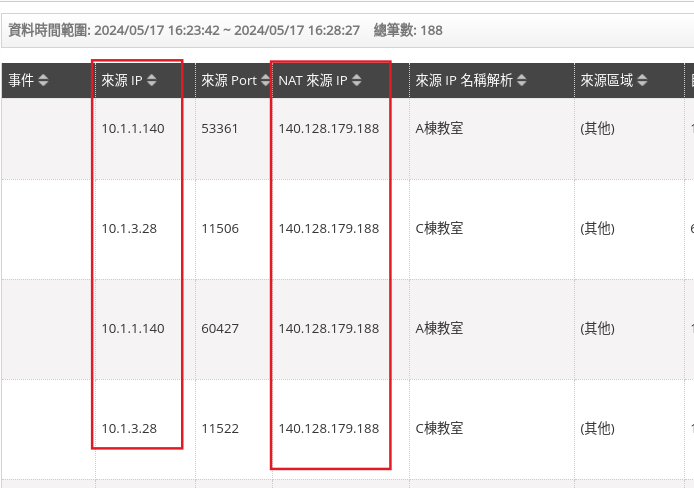 資料時間範圍: 2024/05/17 16:23:42 ~ 2024/05/17 16:28:27 總筆數: 188
事件 來源 IP 來源 Port NAT 來源 IP 來源 IP 名稱解析 來源區域
10.1.1.140 53361 140.128.179.188 A棟教室 (其他)
10.1.3.28 11506 140.128.179.188 C棟教室 (其他)
10.1.1.140 60427 140.128.179.188 A棟教室 (其他)
10.1.3.28 11522 140.128.179.188 C棟教室 (其他)